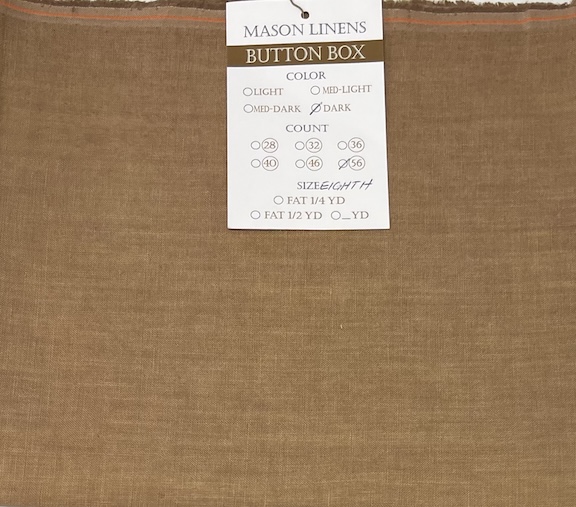 MASON LINENS
BUTTON BOX
COLOR
LIGHT MED-LIGHT
MED-DARK DARK
COUNT
28 32 36
40 46 56
SIZE EIGHTH
FAT 1/4 YD
FAT 1/2 YD _YD